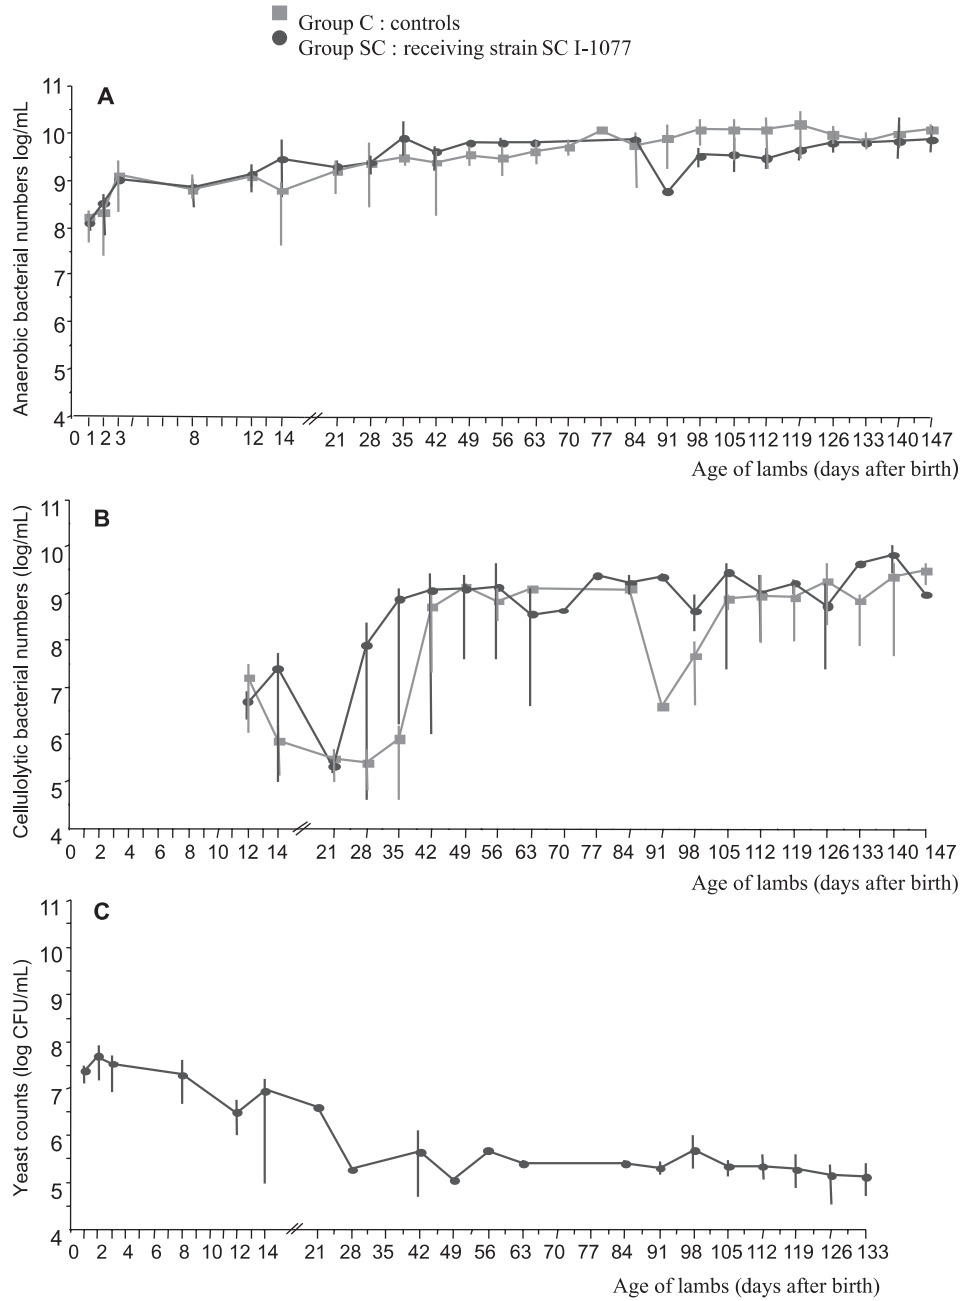 Group C : controls
Group SC : receiving strain SC I-1077
A
Anaerobic bacterial numbers log/mL
11
10
9
8
7
6
5
4
0 1 2 3 8 12 14 21 28 35 42 49 56 63 70 77 84 91 98 105 112 119 126 133 140 147
Age of lambs (days after birth)
B
Cellulolytic bacterial numbers (log/mL)
11
10
9
8
7
6
5
4
0 2 4 6 8 10 12 14 21 28 35 42 49 56 63 70 77 84 91 98 105 112 119 126 133 140 147
Age of lambs (days after birth)
C
Yeast counts (log CFU/mL)
11
10
9
8
7
6
5
4
0 2 4 6 8 10 12 14 21 28 35 42 49 56 63 70 77 84 91 98 105 112 119 126 133
Age of lambs (days after birth)